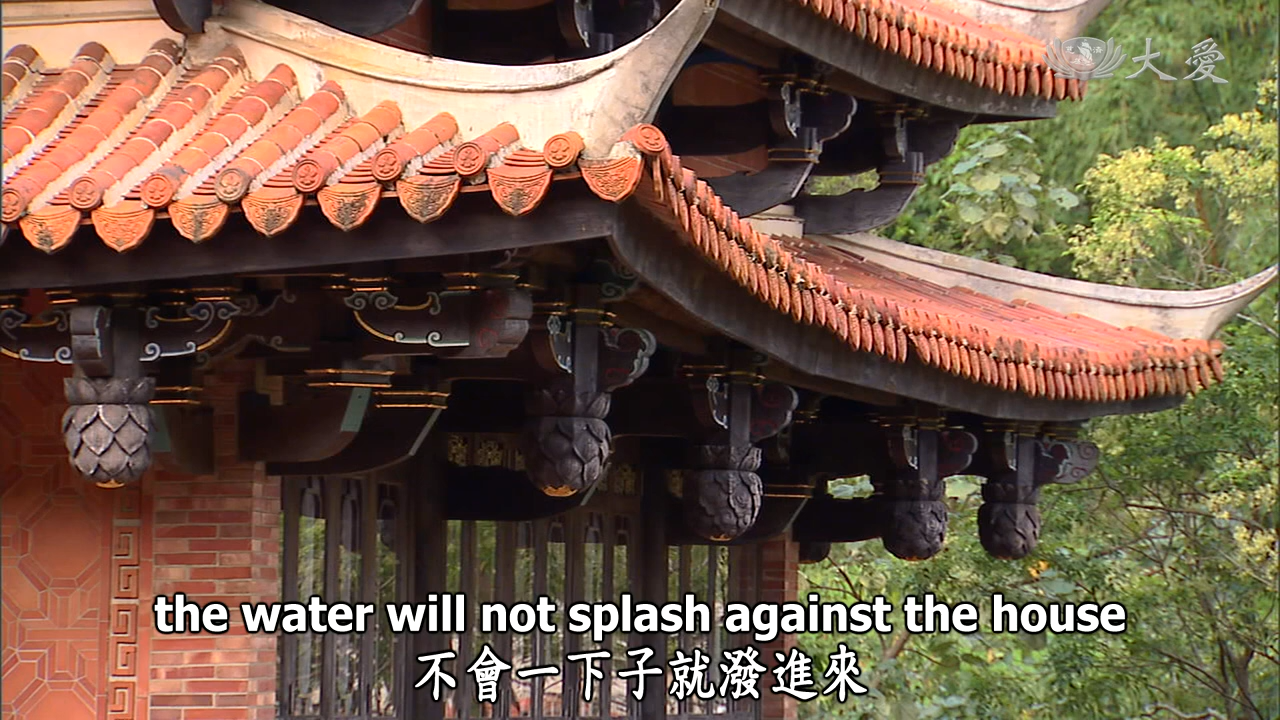 大愛
the water will not splash against the house
不會一下子就潑進來